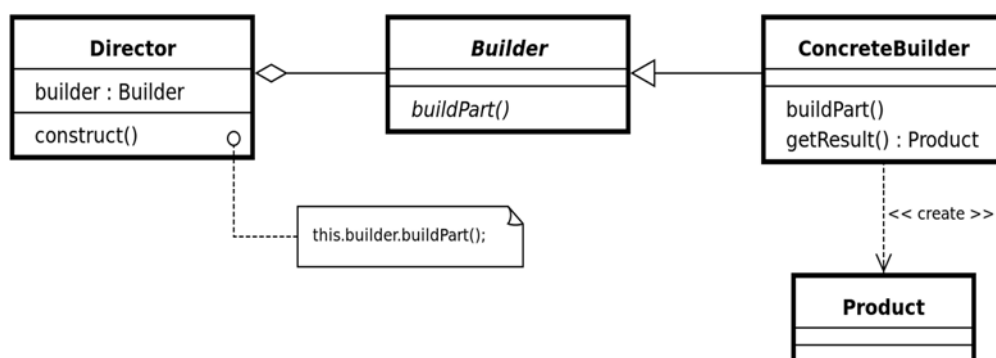 Director
builder : Builder
construct()
Builder
buildPart()
ConcreteBuilder
buildPart()
getResult() : Product
this.builder.buildPart();
<< create >>
Product